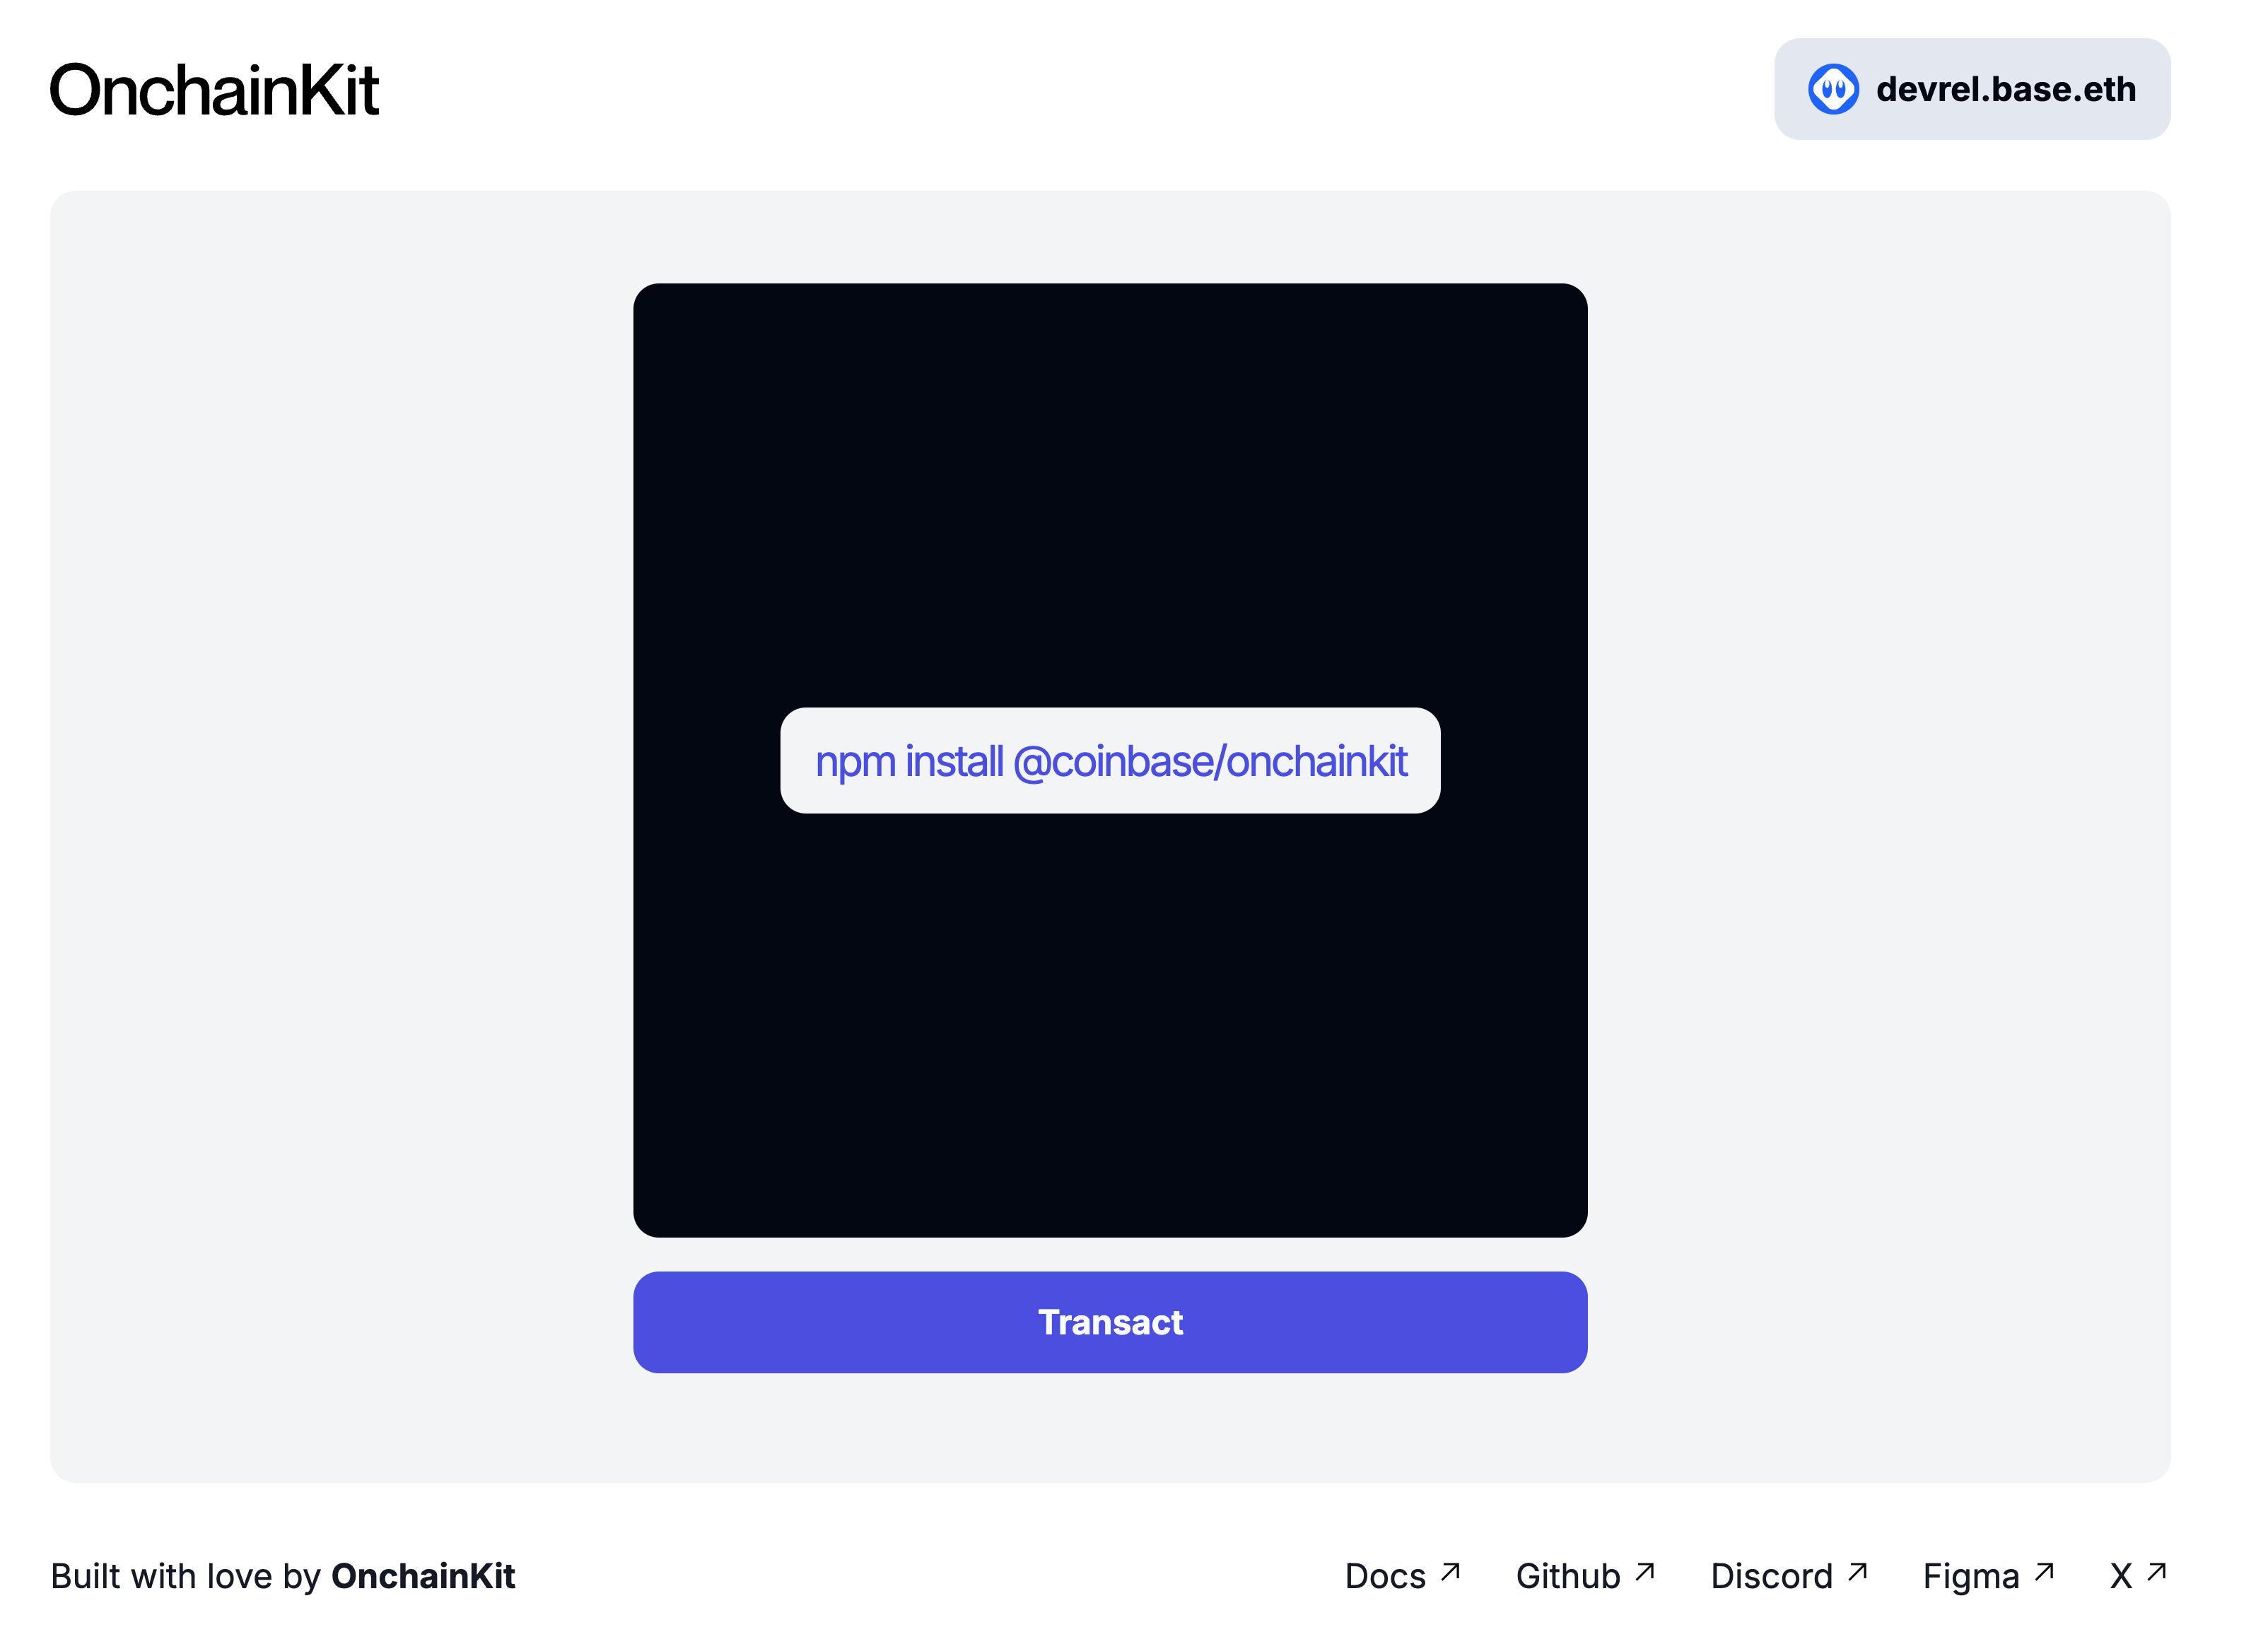 OnchainKit
devrel.base.eth
npm install @coinbase/onchainkit
Transact
Built with love by OnchainKit
Docs ↗ Github ↗ Discord ↗ Figma ↗ X ↗